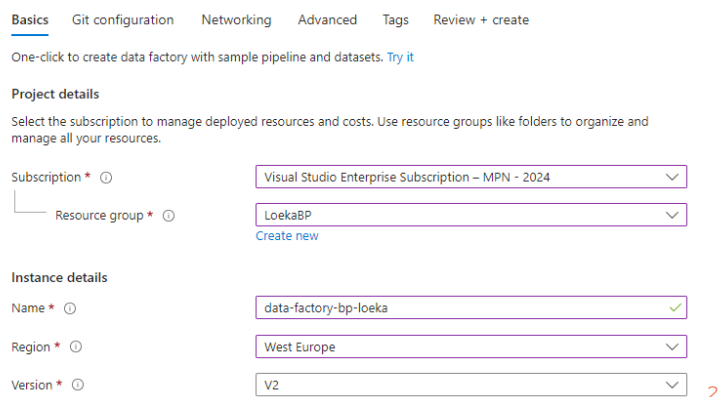 Basics Git configuration Networking Advanced Tags Review + create
One-click to create data factory with sample pipeline and datasets. Try it
Project details
Select the subscription to manage deployed resources and costs. Use resource groups like folders to organize and
manage all your resources.
Subscription * Visual Studio Enterprise Subscription – MPN - 2024
Resource group * LoekaBP
Create new
Instance details
Name * data-factory-bp-loeka
Region * West Europe
Version * V2